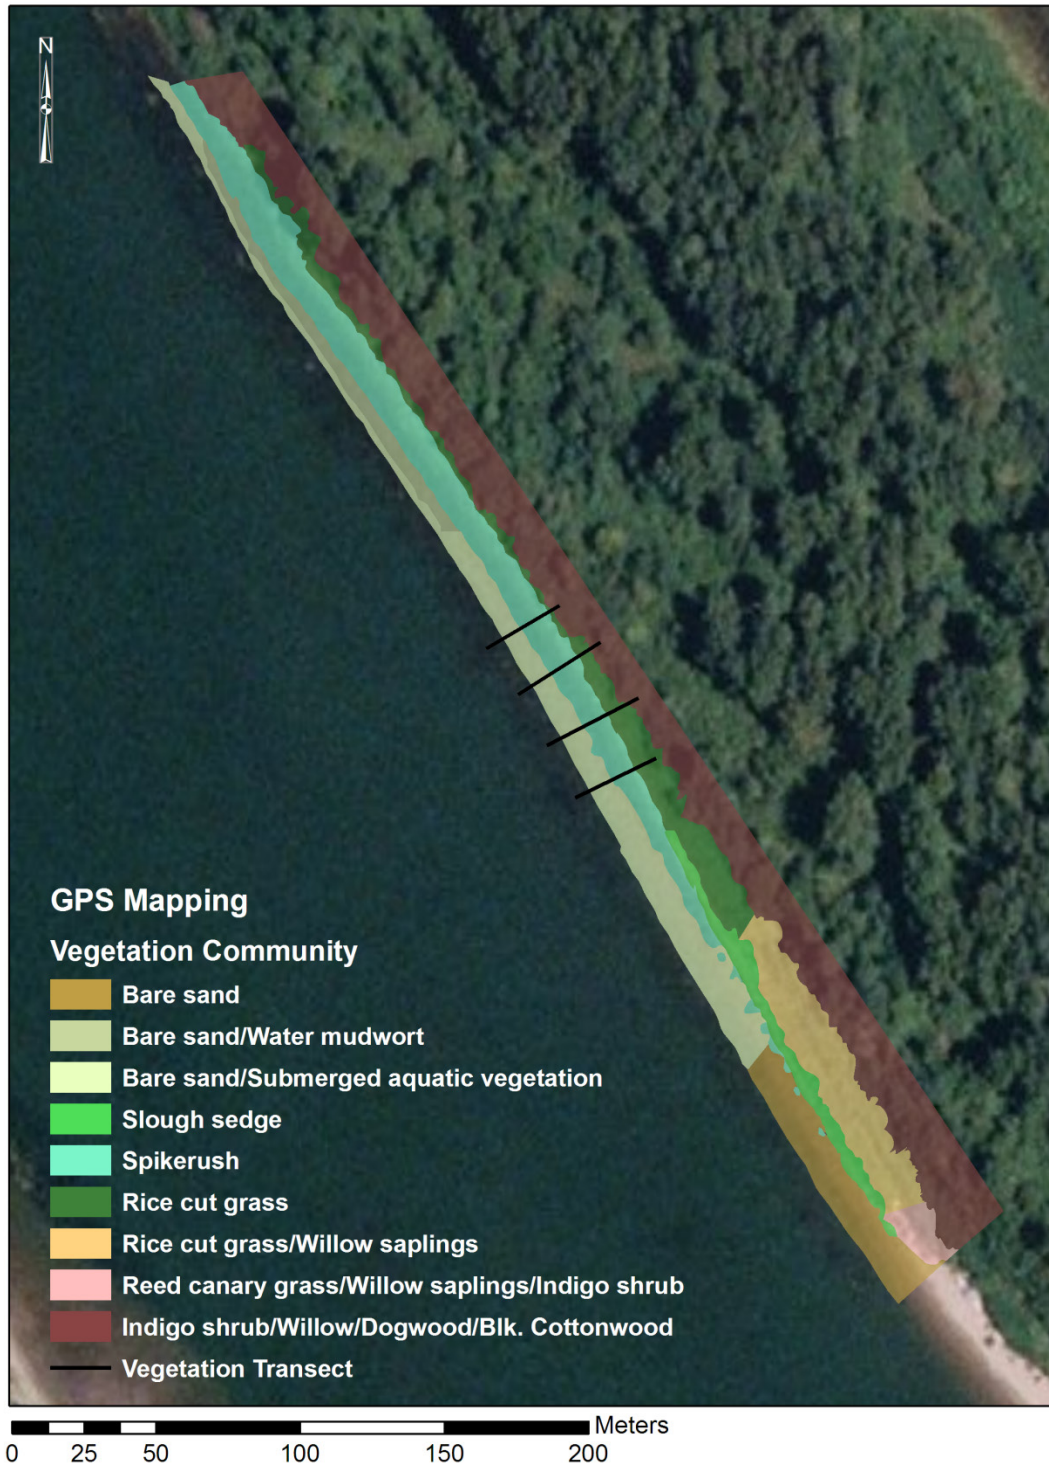 N
GPS Mapping
Vegetation Community
Bare sand
Bare sand/Water mudwort
Bare sand/Submerged aquatic vegetation
Slough sedge
Spikerush
Rice cut grass
Rice cut grass/Willow saplings
Reed canary grass/Willow saplings/Indigo shrub
Indigo shrub/Willow/Dogwood/Blk. Cottonwood
Vegetation Transect
Meters
0 25 50 100 150 200